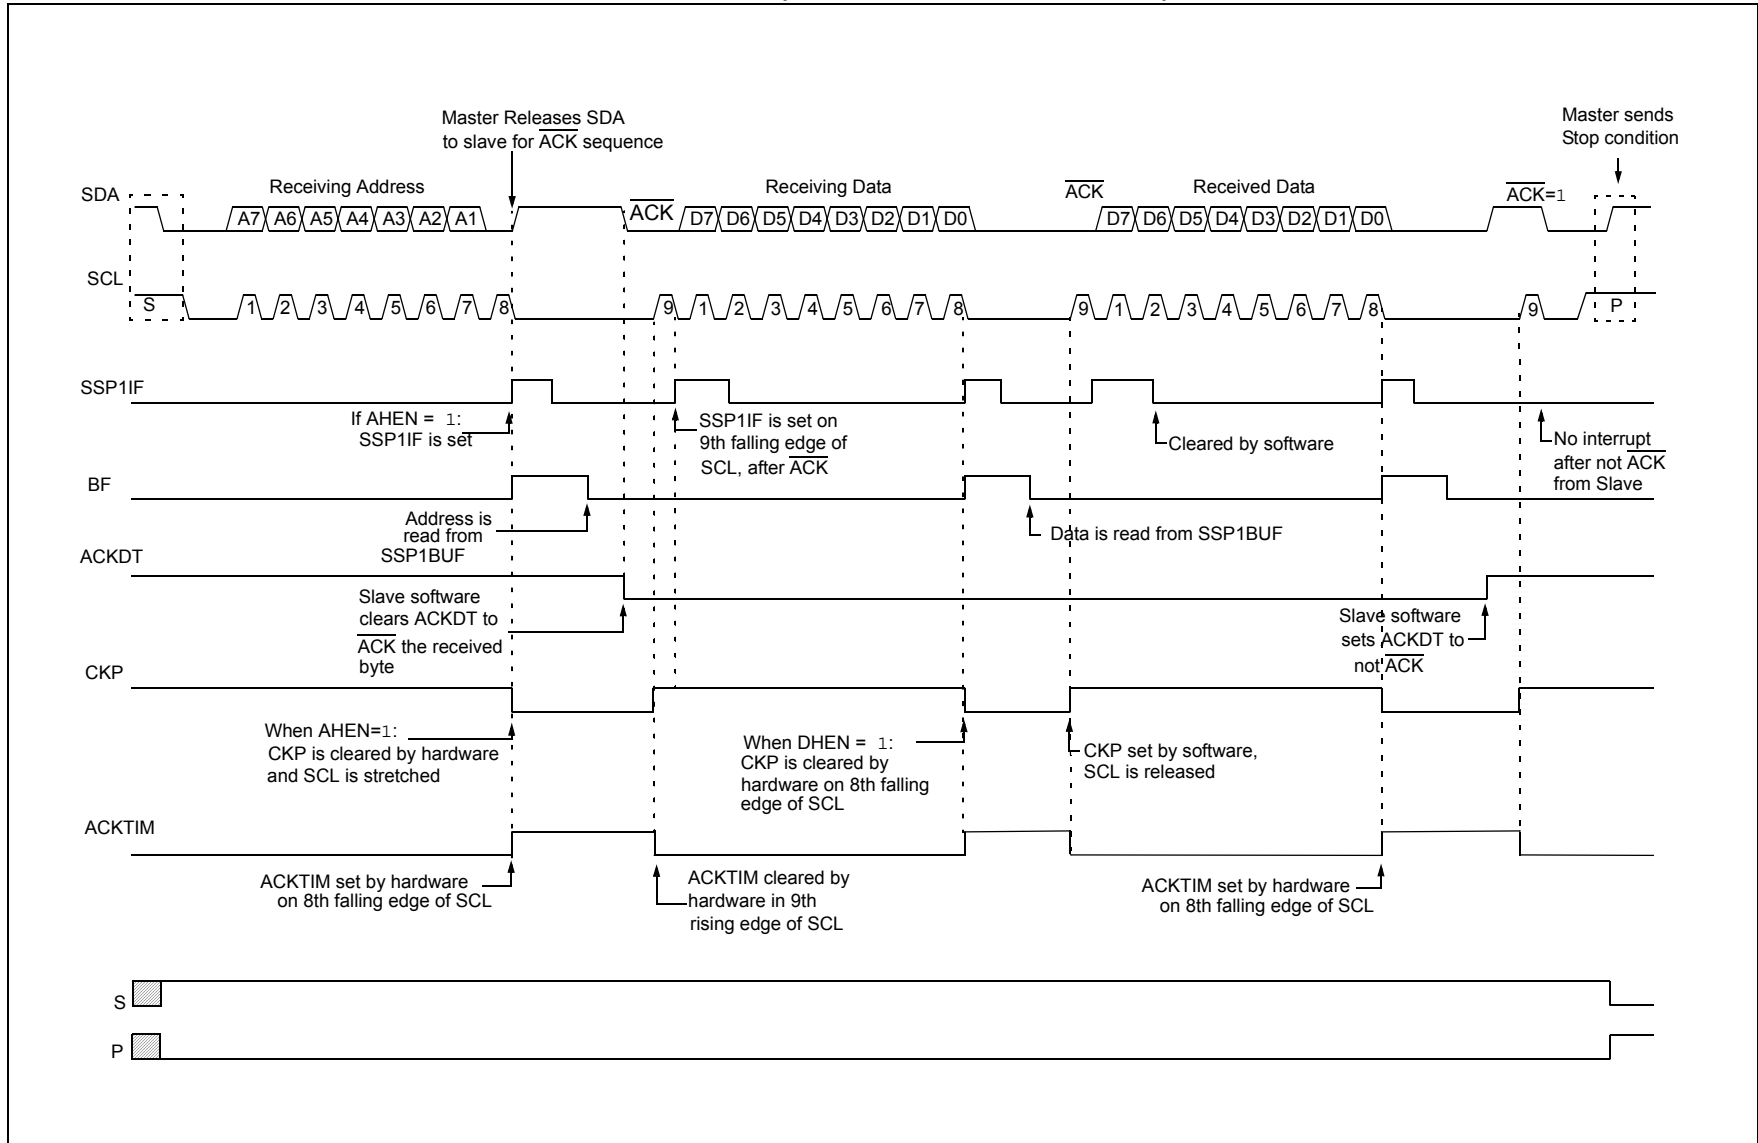 Master Releases SDA
to slave for ACK sequence
Master sends
Stop condition
SDA
Receiving Address
ACK
Receiving Data
ACK
Received Data
ACK=1
A7 A6 A5 A4 A3 A2 A1
D7 D6 D5 D4 D3 D2 D1 D0
D7 D6 D5 D4 D3 D2 D1 D0
SCL
S
1 2 3 4 5 6 7 8
9 1 2 3 4 5 6 7 8
9 1 2 3 4 5 6 7 8
9
P
SSP1IF
If AHEN = 1:
SSP1IF is set
SSP1IF is set on
9th falling edge of
SCL, after ACK
Cleared by software
No interrupt
after not ACK
from Slave
BF
Address is
read from
SSP1BUF
Data is read from SSP1BUF
ACKDT
Slave software
clears ACKDT to
ACK the received
byte
Slave software
sets ACKDT to
not ACK
CKP
When AHEN=1:
CKP is cleared by hardware
and SCL is stretched
When DHEN = 1:
CKP is cleared by
hardware on 8th falling
edge of SCL
CKP set by software,
SCL is released
ACKTIM
ACKTIM set by hardware
on 8th falling edge of SCL
ACKTIM cleared by
hardware in 9th
rising edge of SCL
ACKTIM set by hardware
on 8th falling edge of SCL
S
P